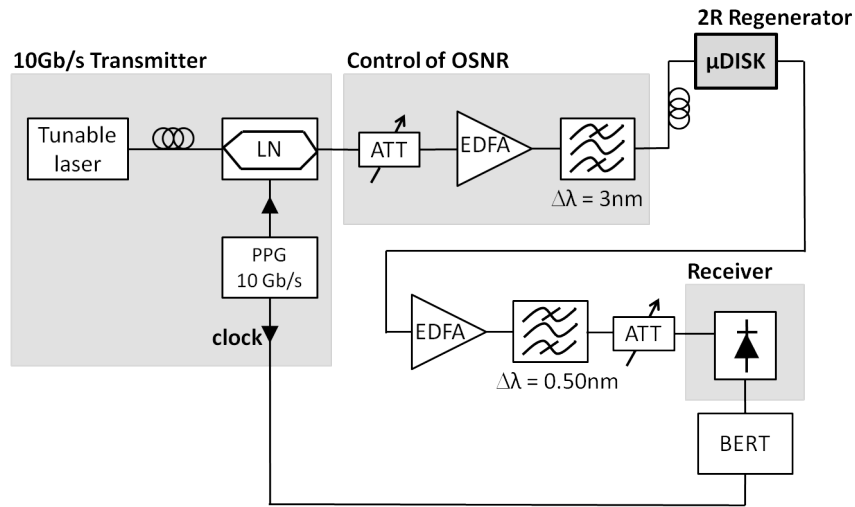 2R Regenerator
10Gb/s Transmitter
Control of OSNR
µDISK
Tunable
laser
LN
ATT
EDFA
Δλ = 3nm
PPG
10 Gb/s
clock
Receiver
EDFA
ATT
Δλ = 0.50nm
BERT